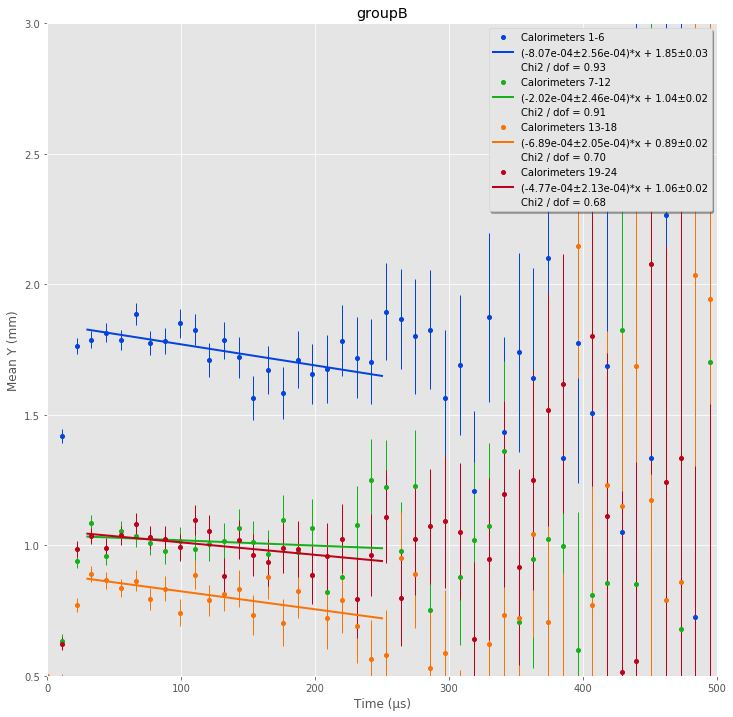 groupB
Calorimeters 1-6
(-8.07e-04±2.56e-04)*x + 1.85±0.03
Chi2 / dof = 0.93
Calorimeters 7-12
(-2.02e-04±2.46e-04)*x + 1.04±0.02
Chi2 / dof = 0.91
Calorimeters 13-18
(-6.89e-04±2.05e-04)*x + 0.89±0.02
Chi2 / dof = 0.70
Calorimeters 19-24
(-4.77e-04±2.13e-04)*x + 1.06±0.02
Chi2 / dof = 0.68
Mean Y (mm)
3.0
2.5
2.0
1.5
1.0
0.5
0 100 200 300 400 500
Time (μs)